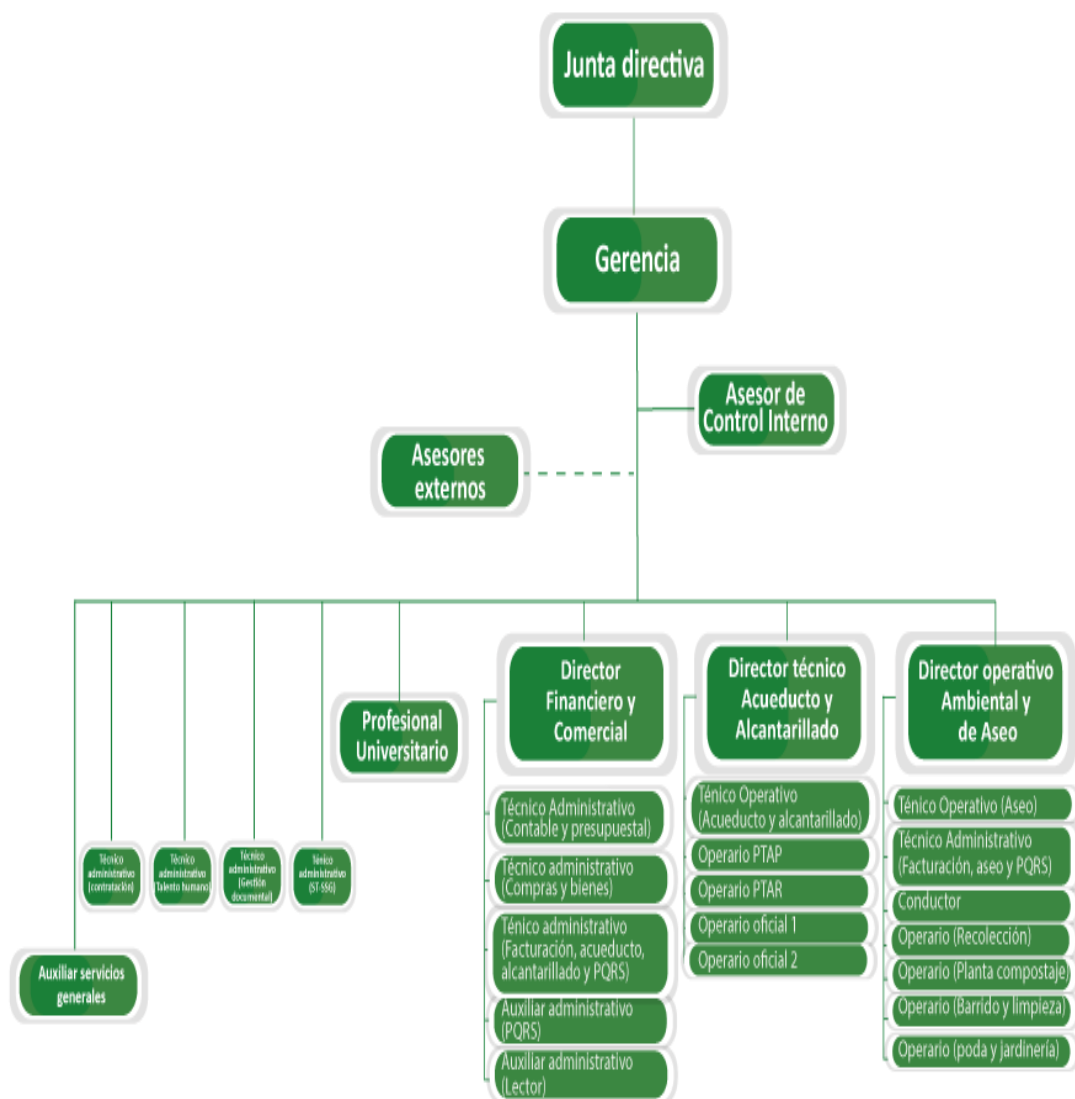 Junta directiva
Gerencia
Asesor de
Control Interno
Asesores
externos
Profesional
Universitario
Director
Financiero y
Comercial
Director técnico
Acueducto y
Alcantarillado
Director operativo
Ambiental y
de Aseo
Técnico
administrativo
(contratación)
Técnico
administrativo
(Talento humano)
Técnico
administrativo
(Gestión
documental)
Ténico
administrativo
(ST-SSG)
Auxiliar servicios
generales
Técnico Administrativo
(Contable y presupuestal)
Técnico administrativo
(Compras y bienes)
Ténico administrativo
(Facturación, acueducto,
alcantarillado y PQRS)
Auxiliar administrativo
(PQRS)
Auxiliar administrativo
(Lector)
Ténico Operativo
(Acueducto y alcantarillado)
Operario PTAP
Operario PTAR
Operario oficial 1
Operario oficial 2
Ténico Operativo (Aseo)
Técnico Administrativo
(Facturación, aseo y PQRS)
Conductor
Operario (Recolección)
Operario (Planta compostaje)
Operario (Barrido y limpieza)
Operario (poda y jardinería)